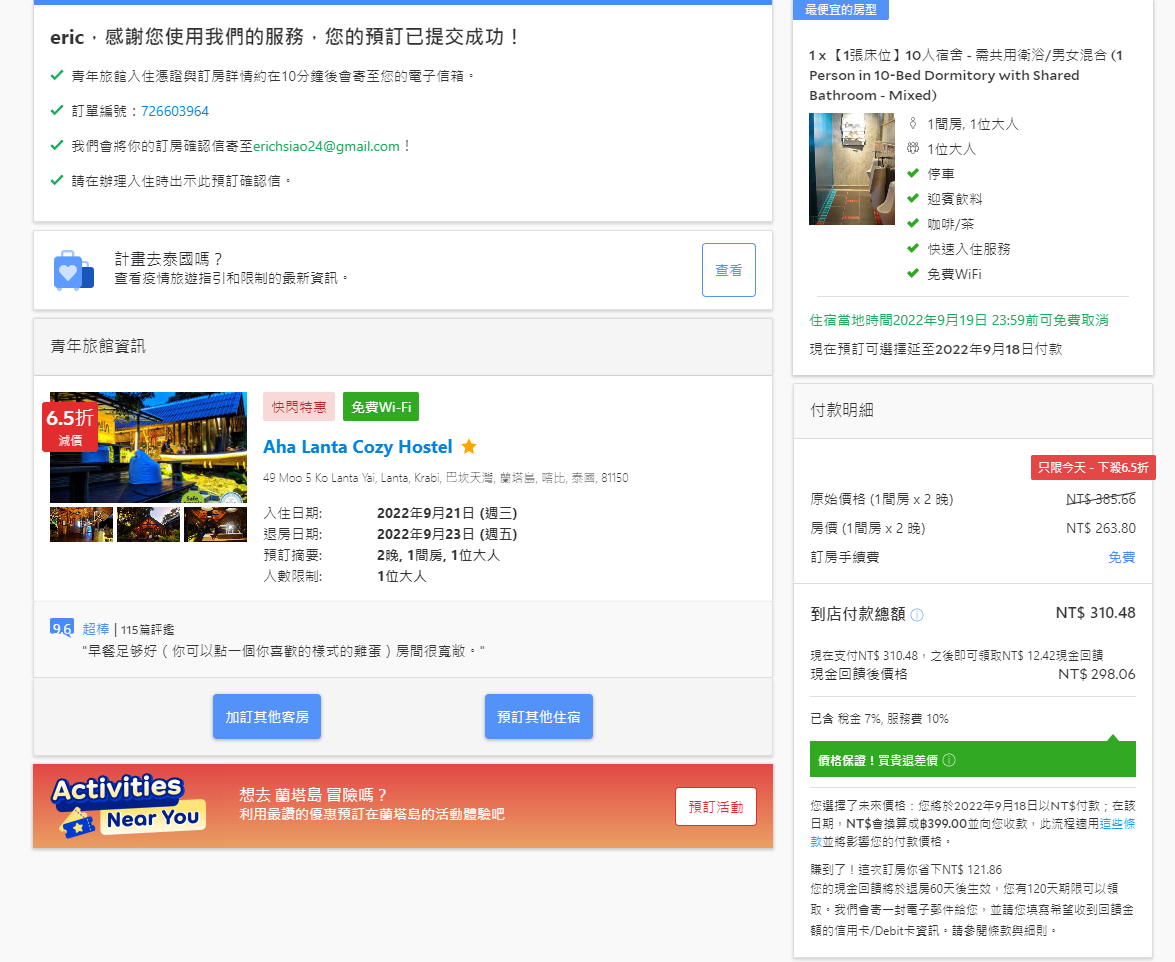 eric，感謝您使用我們的服務，您的預訂已提交成功！
青年旅館入住憑證與訂房詳情約在10分鐘後會寄至您的電子信箱。
訂單編號：726603964
我們會將你的訂房確認信寄至erichsiao24@gmail.com！
請在辦理入住時出示此預訂確認信。
計畫去泰國嗎？
查看疫情旅遊指引和限制的最新資訊。
查看
青年旅館資訊
6.5折
減價
快閃特惠
免費Wi-Fi
Aha Lanta Cozy Hostel
49 Moo 5 Ko Lanta Yai, Lanta, Krabi, 巴坎天灣, 蘭塔島, 喀比, 泰國, 81150
入住日期: 2022年9月21日 (週三)
退房日期: 2022年9月23日 (週五)
預訂摘要: 2晚, 1間房, 1位大人
人數限制: 1位大人
9.6 超棒 | 115篇評鑑
"早餐足够好（你可以點一個你喜歡的樣式的雞蛋）房間很寬敞。"
加訂其他客房
預訂其他住宿
Activities
Near You
想去 蘭塔島 冒險嗎？
利用最讚的優惠預訂在蘭塔島的活動體驗吧
預訂活動
最便宜的房型
1 x 【1張床位】10人宿舍 - 需共用衛浴/男女混合 (1
Person in 10-Bed Dormitory with Shared
Bathroom - Mixed)
1間房, 1位大人
1位大人
停車
迎賓飲料
咖啡/茶
快速入住服務
免費WiFi
住宿當地時間2022年9月19日 23:59前可免費取消
現在預訂可選擇延至2022年9月18日付款
付款明細
只限今天 - 下殺6.5折
原始價格 (1間房 x 2 晚) NT$ 385.66
房價 (1間房 x 2 晚) NT$ 263.80
訂房手續費 免費
到店付款總額 NT$ 310.48
現在支付NT$ 310.48，之後即可領取NT$ 12.42現金回饋
現金回饋後價格 NT$ 298.06
已含 稅金 7%, 服務費 10%
價格保證！買貴退差價
您選擇了未來價格：您將於2022年9月18日以NT$付款；在該
日期，NT$會換算成฿399.00並向您收款，此流程適用這些條
款並將影響您的付款價格。
賺到了！這次訂房你省下NT$ 121.86
您的現金回饋將於退房60天後生效，您有120天期限可以領
取。我們會寄一封電子郵件給您，並請您填寫希望收到回饋金
額的信用卡/Debit卡資訊。請參閱條款與細則。